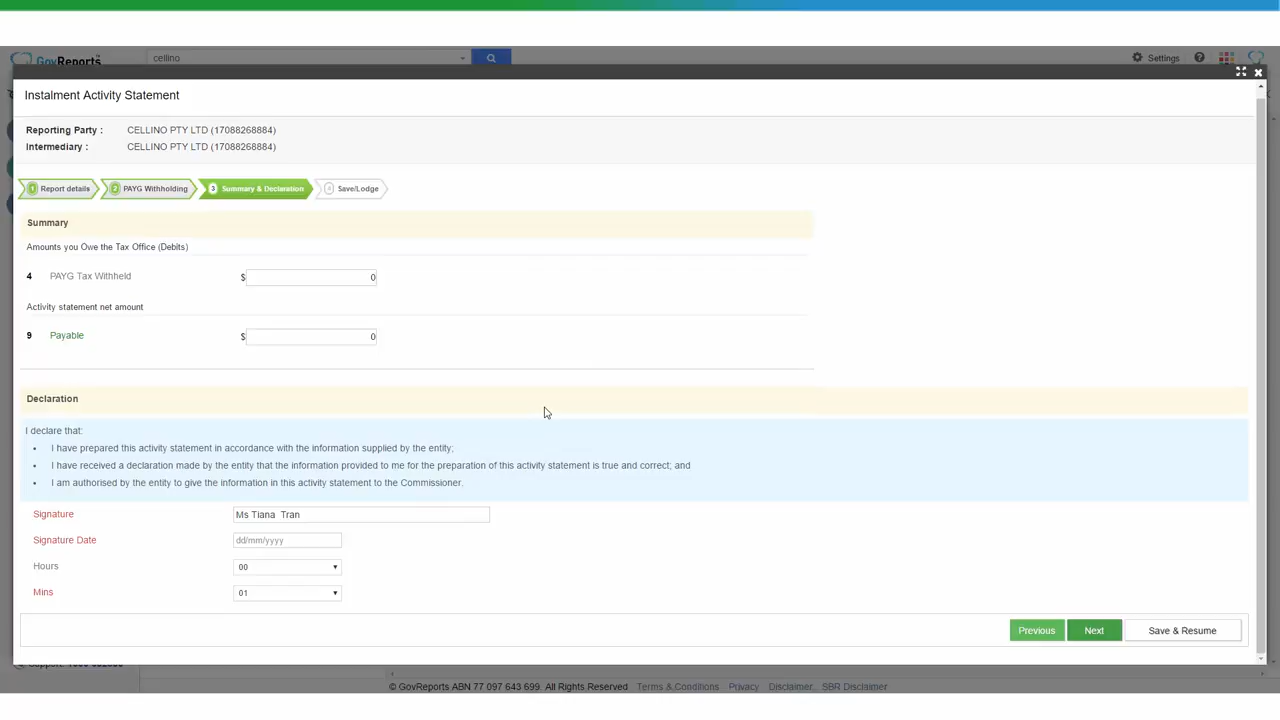 GovReports
cellino
Settings
Instalment Activity Statement
Reporting Party : CELLINO PTY LTD (17088268884)
Intermediary : CELLINO PTY LTD (17088268884)
1 Report details 2 PAYG Withholding 3 Summary & Declaration 4 Save/Lodge
Summary
Amounts you Owe the Tax Office (Debits)
4 PAYG Tax Withheld $ 0
Activity statement net amount
9 Payable $ 0
Declaration
I declare that:
• I have prepared this activity statement in accordance with the information supplied by the entity;
• I have received a declaration made by the entity that the information provided to me for the preparation of this activity statement is true and correct; and
• I am authorised by the entity to give the information in this activity statement to the Commissioner.
Signature Ms Tiana Tran
Signature Date dd/mm/yyyy
Hours 00
Mins 01
Previous Next Save & Resume
© GovReports ABN 77 097 643 699. All Rights Reserved Terms & Conditions Privacy Disclaimer SBR Disclaimer